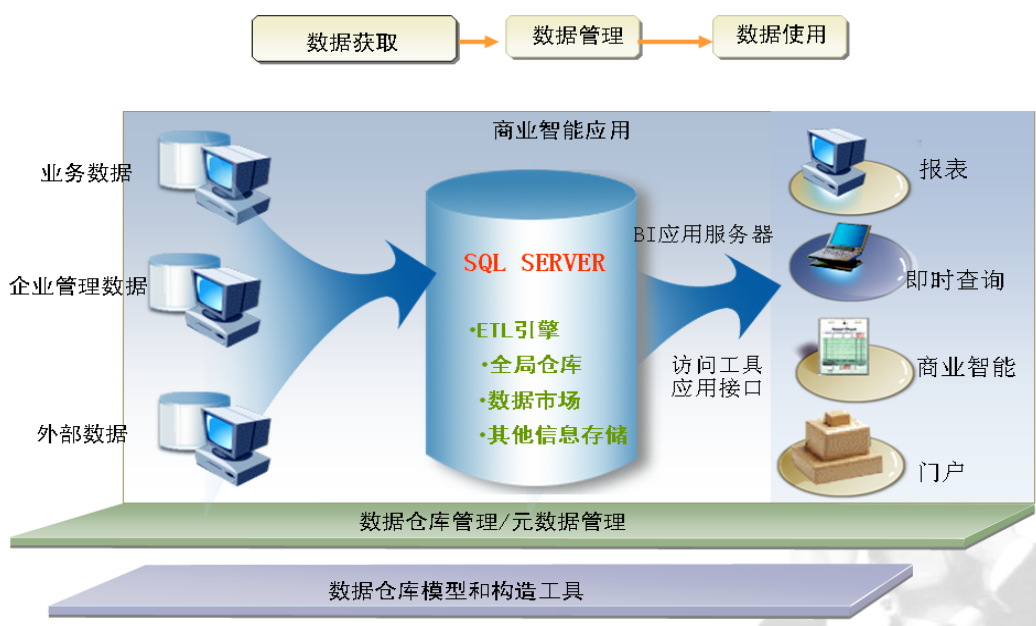 数据获取
数据管理
数据使用
商业智能应用
业务数据
企业管理数据
外部数据
SQL SERVER
•ETL引擎
•全局仓库
•数据市场
•其他信息存储
BI应用服务器
访问工具
应用接口
报表
即时查询
商业智能
门户
数据仓库管理/元数据管理
数据仓库模型和构造工具